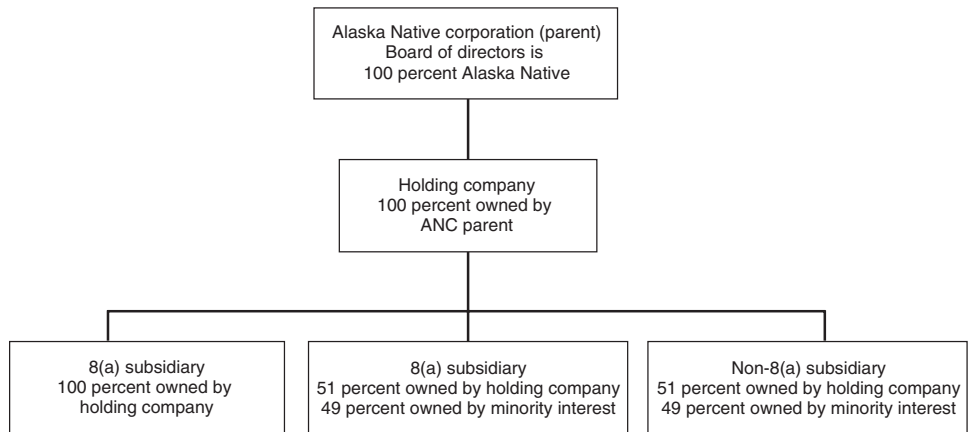 Alaska Native corporation (parent)
Board of directors is
100 percent Alaska Native
Holding company
100 percent owned by
ANC parent
8(a) subsidiary
100 percent owned by
holding company
8(a) subsidiary
51 percent owned by holding company
49 percent owned by minority interest
Non-8(a) subsidiary
51 percent owned by holding company
49 percent owned by minority interest